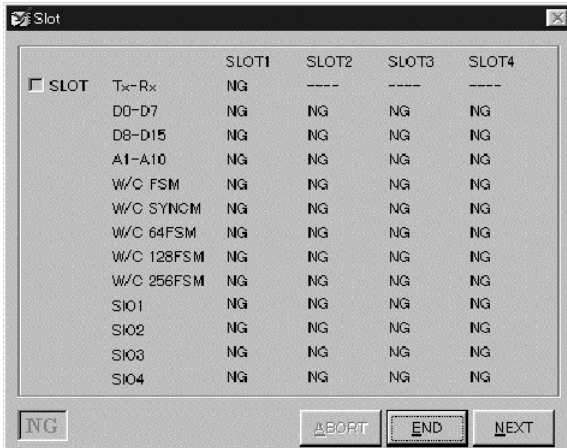 Slot
SLOT1 SLOT2 SLOT3 SLOT4
SLOT Tx-Rx NG ---- ---- ----
D0-D7 NG NG NG NG
D8-D15 NG NG NG NG
A1-A10 NG NG NG NG
W/C FSM NG NG NG NG
W/C SYNCM NG NG NG NG
W/C 64FSM NG NG NG NG
W/C 128FSM NG NG NG NG
W/C 256FSM NG NG NG NG
SIO1 NG NG NG NG
SIO2 NG NG NG NG
SIO3 NG NG NG NG
SIO4 NG NG NG NG
NG ABORT END NEXT